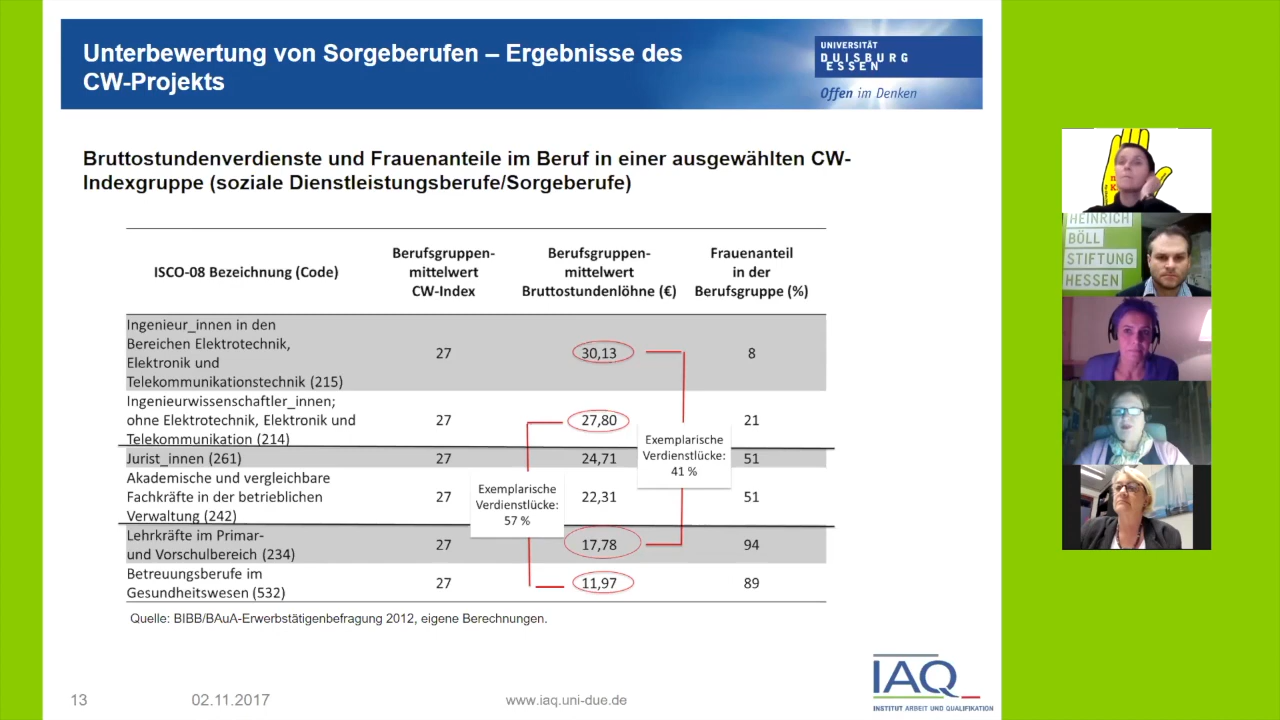 Unterbewertung von Sorgeberufen – Ergebnisse des
CW-Projekts
UNIVERSITÄT
DUISBURG
ESSEN
Offen im Denken
Bruttostundenverdienste und Frauenanteile im Beruf in einer ausgewählten CW-
Indexgruppe (soziale Dienstleistungsberufe/Sorgeberufe)
ISCO-08 Bezeichnung (Code)
Berufsgruppen-
mittelwert
CW-Index
Berufsgruppen-
mittelwert
Bruttostundenlöhne (€)
Frauenanteil
in der
Berufsgruppe (%)
Ingenieur_innen in den
Bereichen Elektrotechnik,
Elektronik und
Telekommunikationstechnik (215)
27
30,13
8
Ingenieurwissenschaftler_innen;
ohne Elektrotechnik, Elektronik und
Telekommunikation (214)
27
27,80
21
Jurist_innen (261)
27
24,71
51
Akademische und vergleichbare
Fachkräfte in der betrieblichen
Verwaltung (242)
27
22,31
51
Lehrkräfte im Primar-
und Vorschulbereich (234)
27
17,78
94
Betreuungsberufe im
Gesundheitswesen (532)
27
11,97
89
Exemplarische
Verdienstlücke:
41 %
Exemplarische
Verdienstlücke:
57 %
Quelle: BIBB/BAuA-Erwerbstätigenbefragung 2012, eigene Berechnungen.
13
02.11.2017
www.iaq.uni-due.de
IAQ
INSTITUT ARBEIT UND QUALIFIKATION
HEINRICH
BÖLL
STIFTUNG
HESSEN